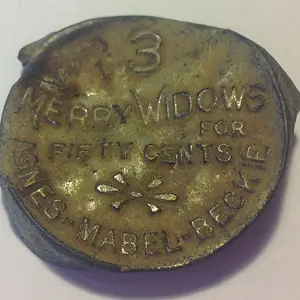 3
MERRY WIDOWS
FOR
FIFTY CENTS
AGNES-MABEL-BECKIE